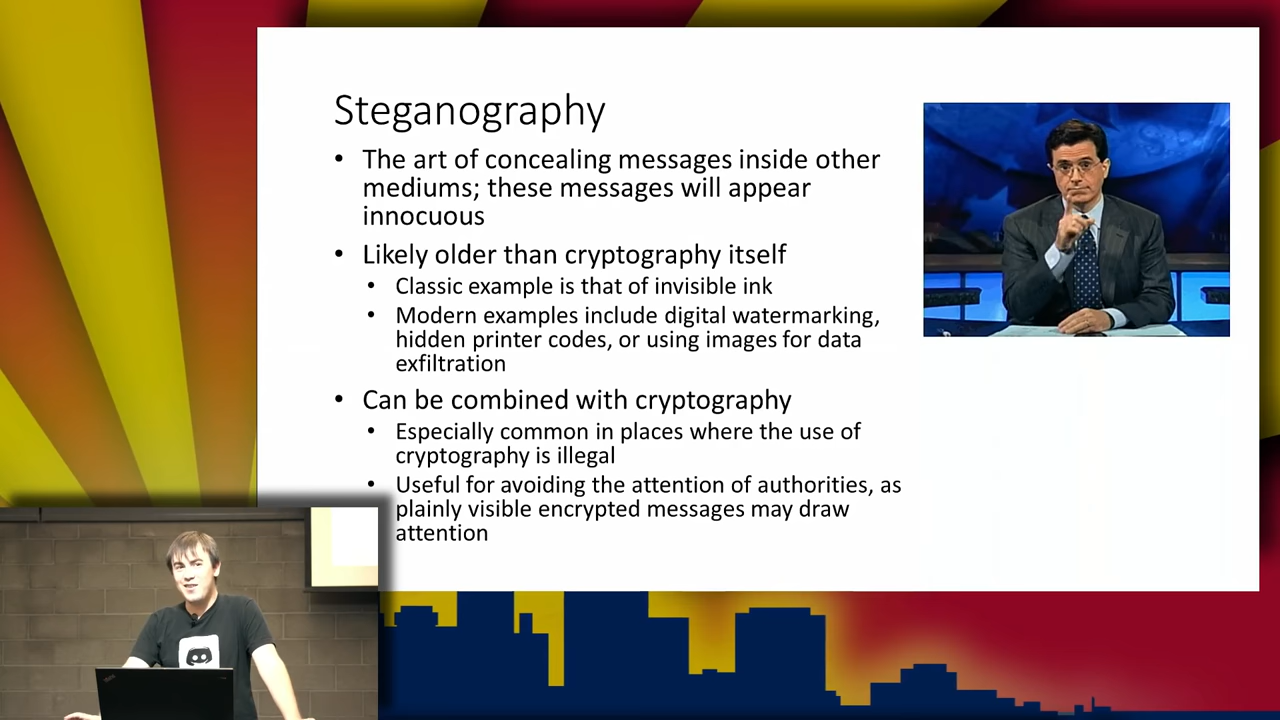 Steganography
• The art of concealing messages inside other
mediums; these messages will appear
innocuous
• Likely older than cryptography itself
• Classic example is that of invisible ink
• Modern examples include digital watermarking,
hidden printer codes, or using images for data
exfiltration
• Can be combined with cryptography
• Especially common in places where the use of
cryptography is illegal
• Useful for avoiding the attention of authorities, as
plainly visible encrypted messages may draw
attention